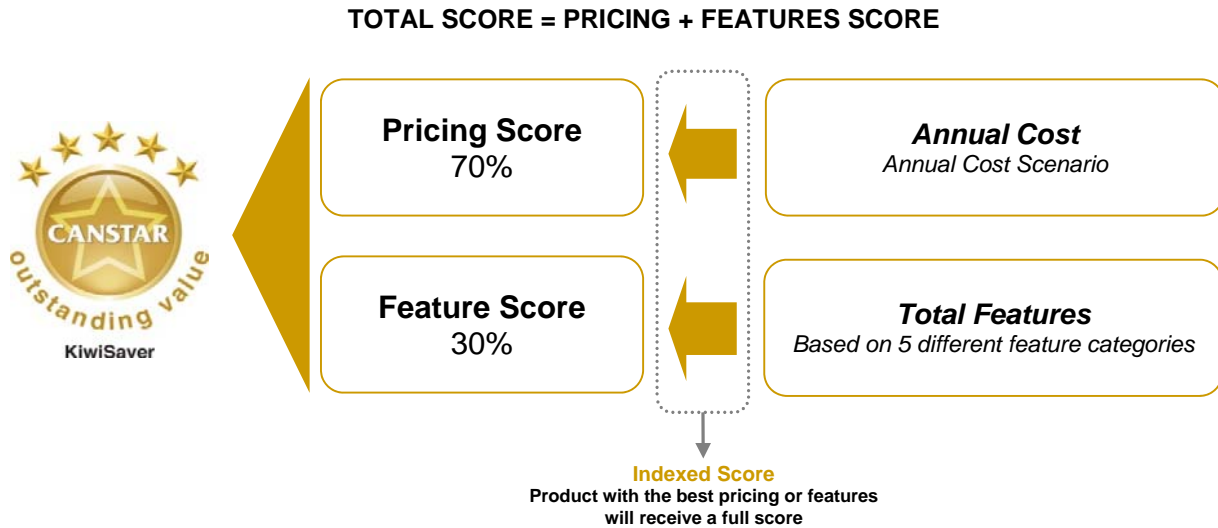 TOTAL SCORE = PRICING + FEATURES SCORE
CANSTAR
outstanding value
KiwiSaver
Pricing Score
70%
Annual Cost
Annual Cost Scenario
Feature Score
30%
Total Features
Based on 5 different feature categories
Indexed Score
Product with the best pricing or features
will receive a full score